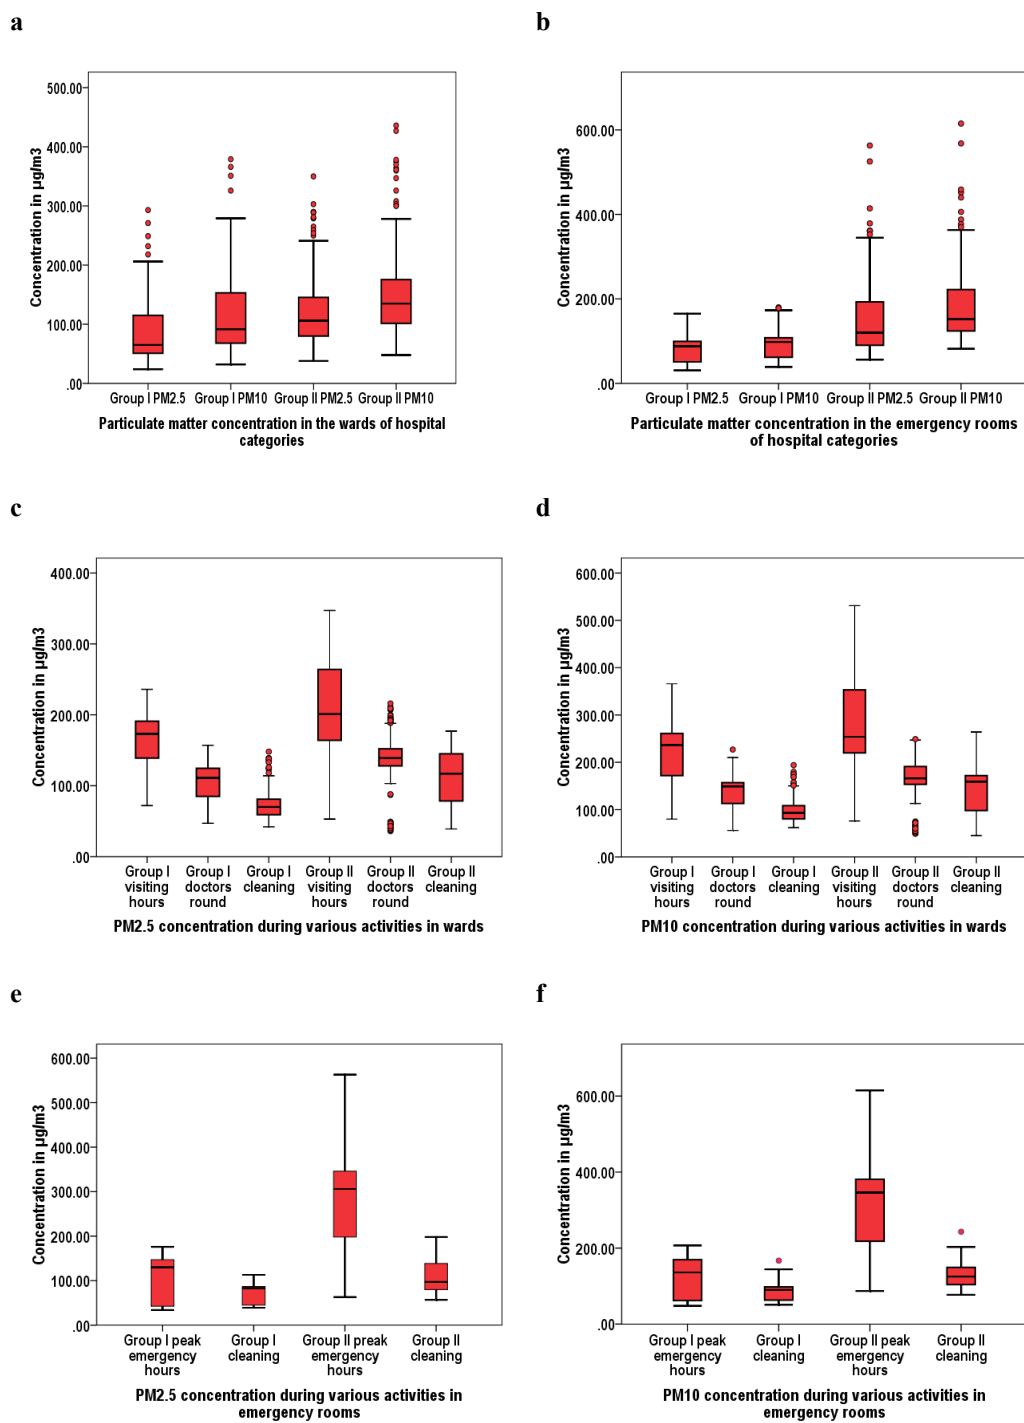 a
Concentration in µg/m3
500.00
400.00
300.00
200.00
100.00
.00
Group I PM2.5 Group I PM10 Group II PM2.5 Group II PM10
Particulate matter concentration in the wards of hospital
categories
b
Concentration in µg/m3
600.00
400.00
200.00
.00
Group I PM2.5 Group I PM10 Group II PM2.5 Group II PM10
Particulate matter concentration in the emergency rooms
of hospital categories
c
Concentration in µg/m3
400.00
300.00
200.00
100.00
.00
Group I Group I Group I Group II Group II Group II
visiting doctors cleaning visiting doctors cleaning
hours round hours round
PM2.5 concentration during various activities in wards
d
Concentration in µg/m3
600.00
500.00
400.00
300.00
200.00
100.00
.00
Group I Group I Group I Group II Group II Group II
visiting doctors cleaning visiting doctors cleaning
hours round hours round
PM10 concentration during various activities in wards
e
Concentration in µg/m3
600.00
500.00
400.00
300.00
200.00
100.00
.00
Group I peak Group I Group II preak Group II
emergency cleaning emergency cleaning
hours hours
PM2.5 concentration during various activities in
emergency rooms
f
Concentration in µg/m3
600.00
400.00
200.00
.00
Group I peak Group I Group II peak Group II
emergency cleaning emergency cleaning
hours hours
PM10 concentration during various activities in
emergency rooms